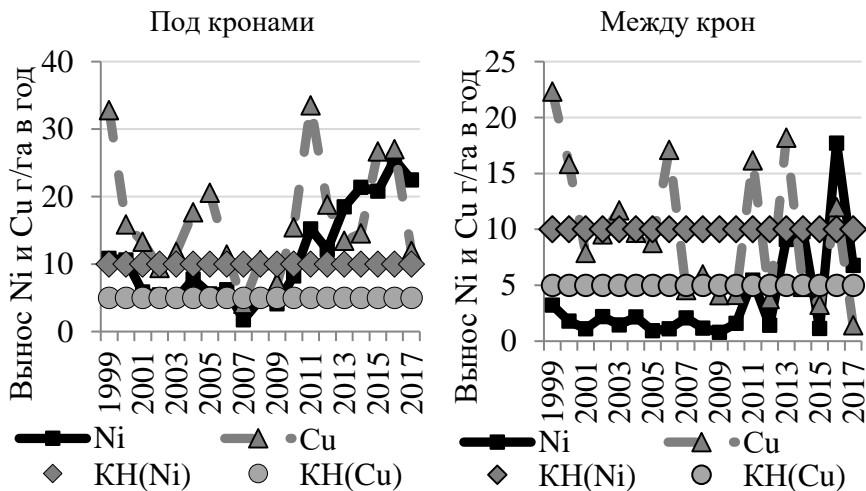 Под кронами
Вынос Ni и Cu г/га в год
40
30
20
10
0
1999
2001
2003
2005
2007
2009
2011
2013
2015
2017
Ni
Cu
КН(Ni)
КН(Cu)
Между крон
Вынос Ni и Cu г/га в год
25
20
15
10
5
0
1999
2001
2003
2005
2007
2009
2011
2013
2015
2017
Ni
Cu
КН(Ni)
КН(Cu)